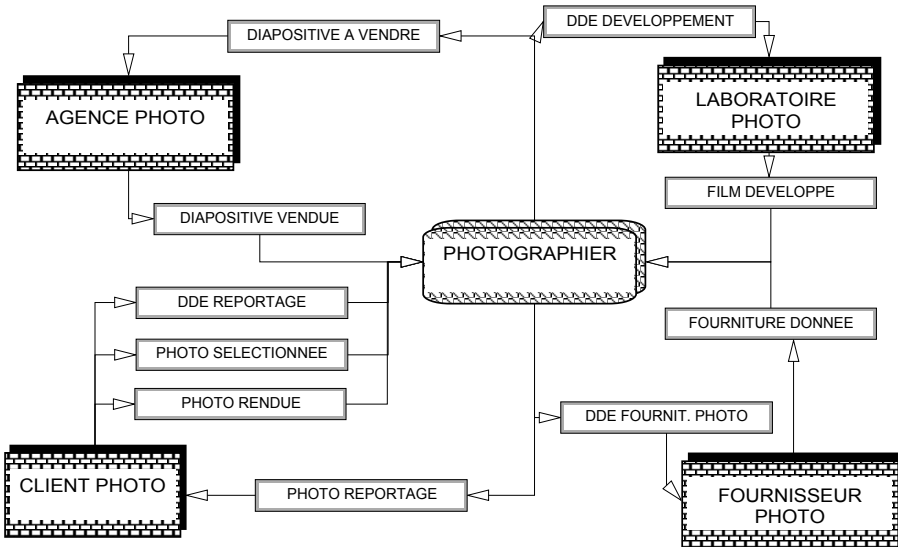 DDE DEVELOPPEMENT
DIAPOSITIVE A VENDRE
AGENCE PHOTO
LABORATOIRE
PHOTO
FILM DEVELOPPE
DIAPOSITIVE VENDUE
PHOTOGRAPHIER
DDE REPORTAGE
FOURNITURE DONNEE
PHOTO SELECTIONNEE
PHOTO RENDUE
DDE FOURNIT. PHOTO
CLIENT PHOTO
PHOTO REPORTAGE
FOURNISSEUR
PHOTO